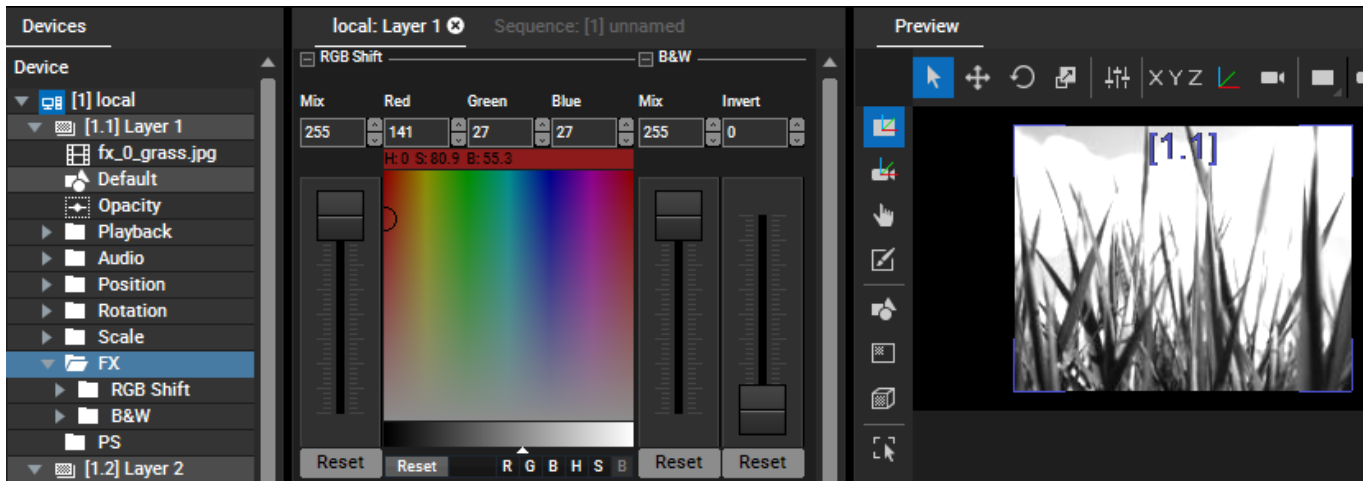 Devices
Device
[1] local
[1.1] Layer 1
fx_0_grass.jpg
Default
Opacity
Playback
Audio
Position
Rotation
Scale
FX
RGB Shift
B&W
PS
[1.2] Layer 2
local: Layer 1
Sequence: [1] unnamed
RGB Shift
B&W
Mix Red Green Blue Mix Invert
255 141 27 27 255 0
H: 0 S: 80.9 B: 55.3
Reset Reset R G B H S B Reset Reset
Preview
X Y Z
[1.1]